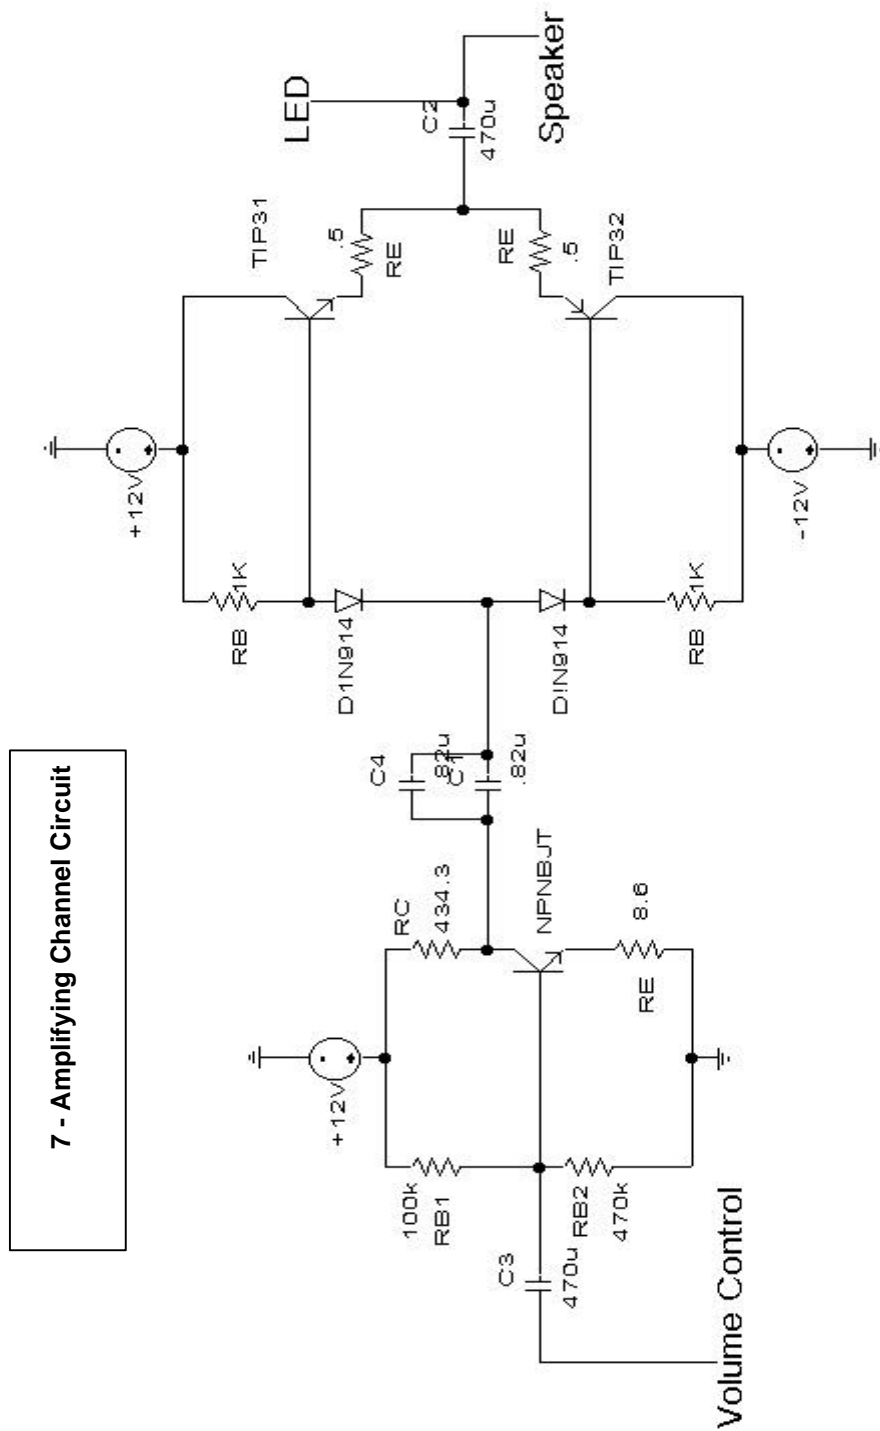 7 - Amplifying Channel Circuit
LED
C2
470u
Speaker
TIP31
.5
RE
RE
.5
TIP32
+12V
-12V
RB
1K
D1N914
D!N914
RB
1K
C4
.82u
C1
.82u
RC
434.3
NPNBJT
8.6
RE
+12V
100k
RB1
RB2
470k
C3
470u
Volume Control